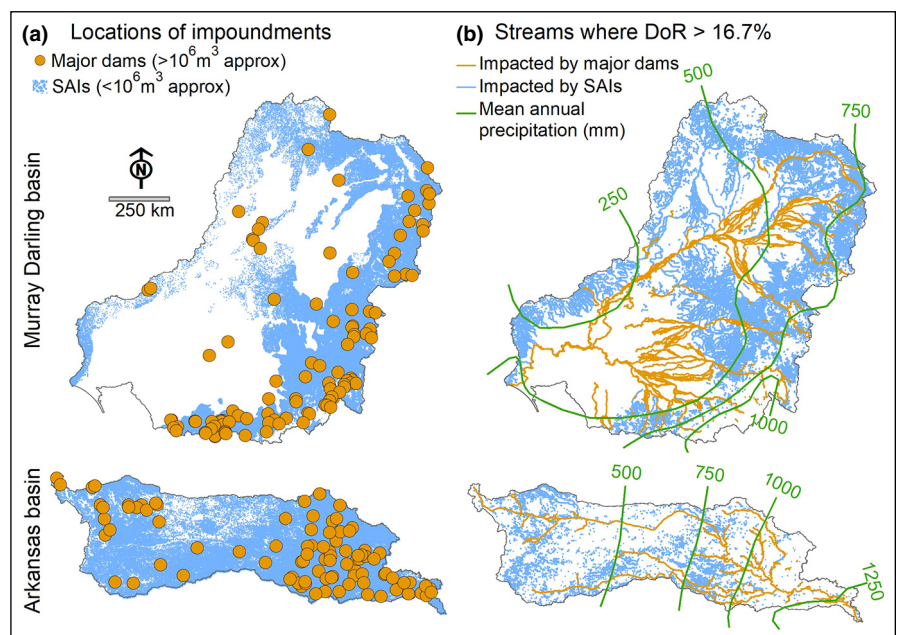 (a) Locations of impoundments
Major dams (>10⁶m³ approx)
SAIs (<10⁶m³ approx)
N
250 km
Murray Darling basin
Arkansas basin
(b) Streams where DoR > 16.7%
Impacted by major dams
Impacted by SAIs
Mean annual
precipitation (mm)
500
750
250
1000
500
750
1000
1250